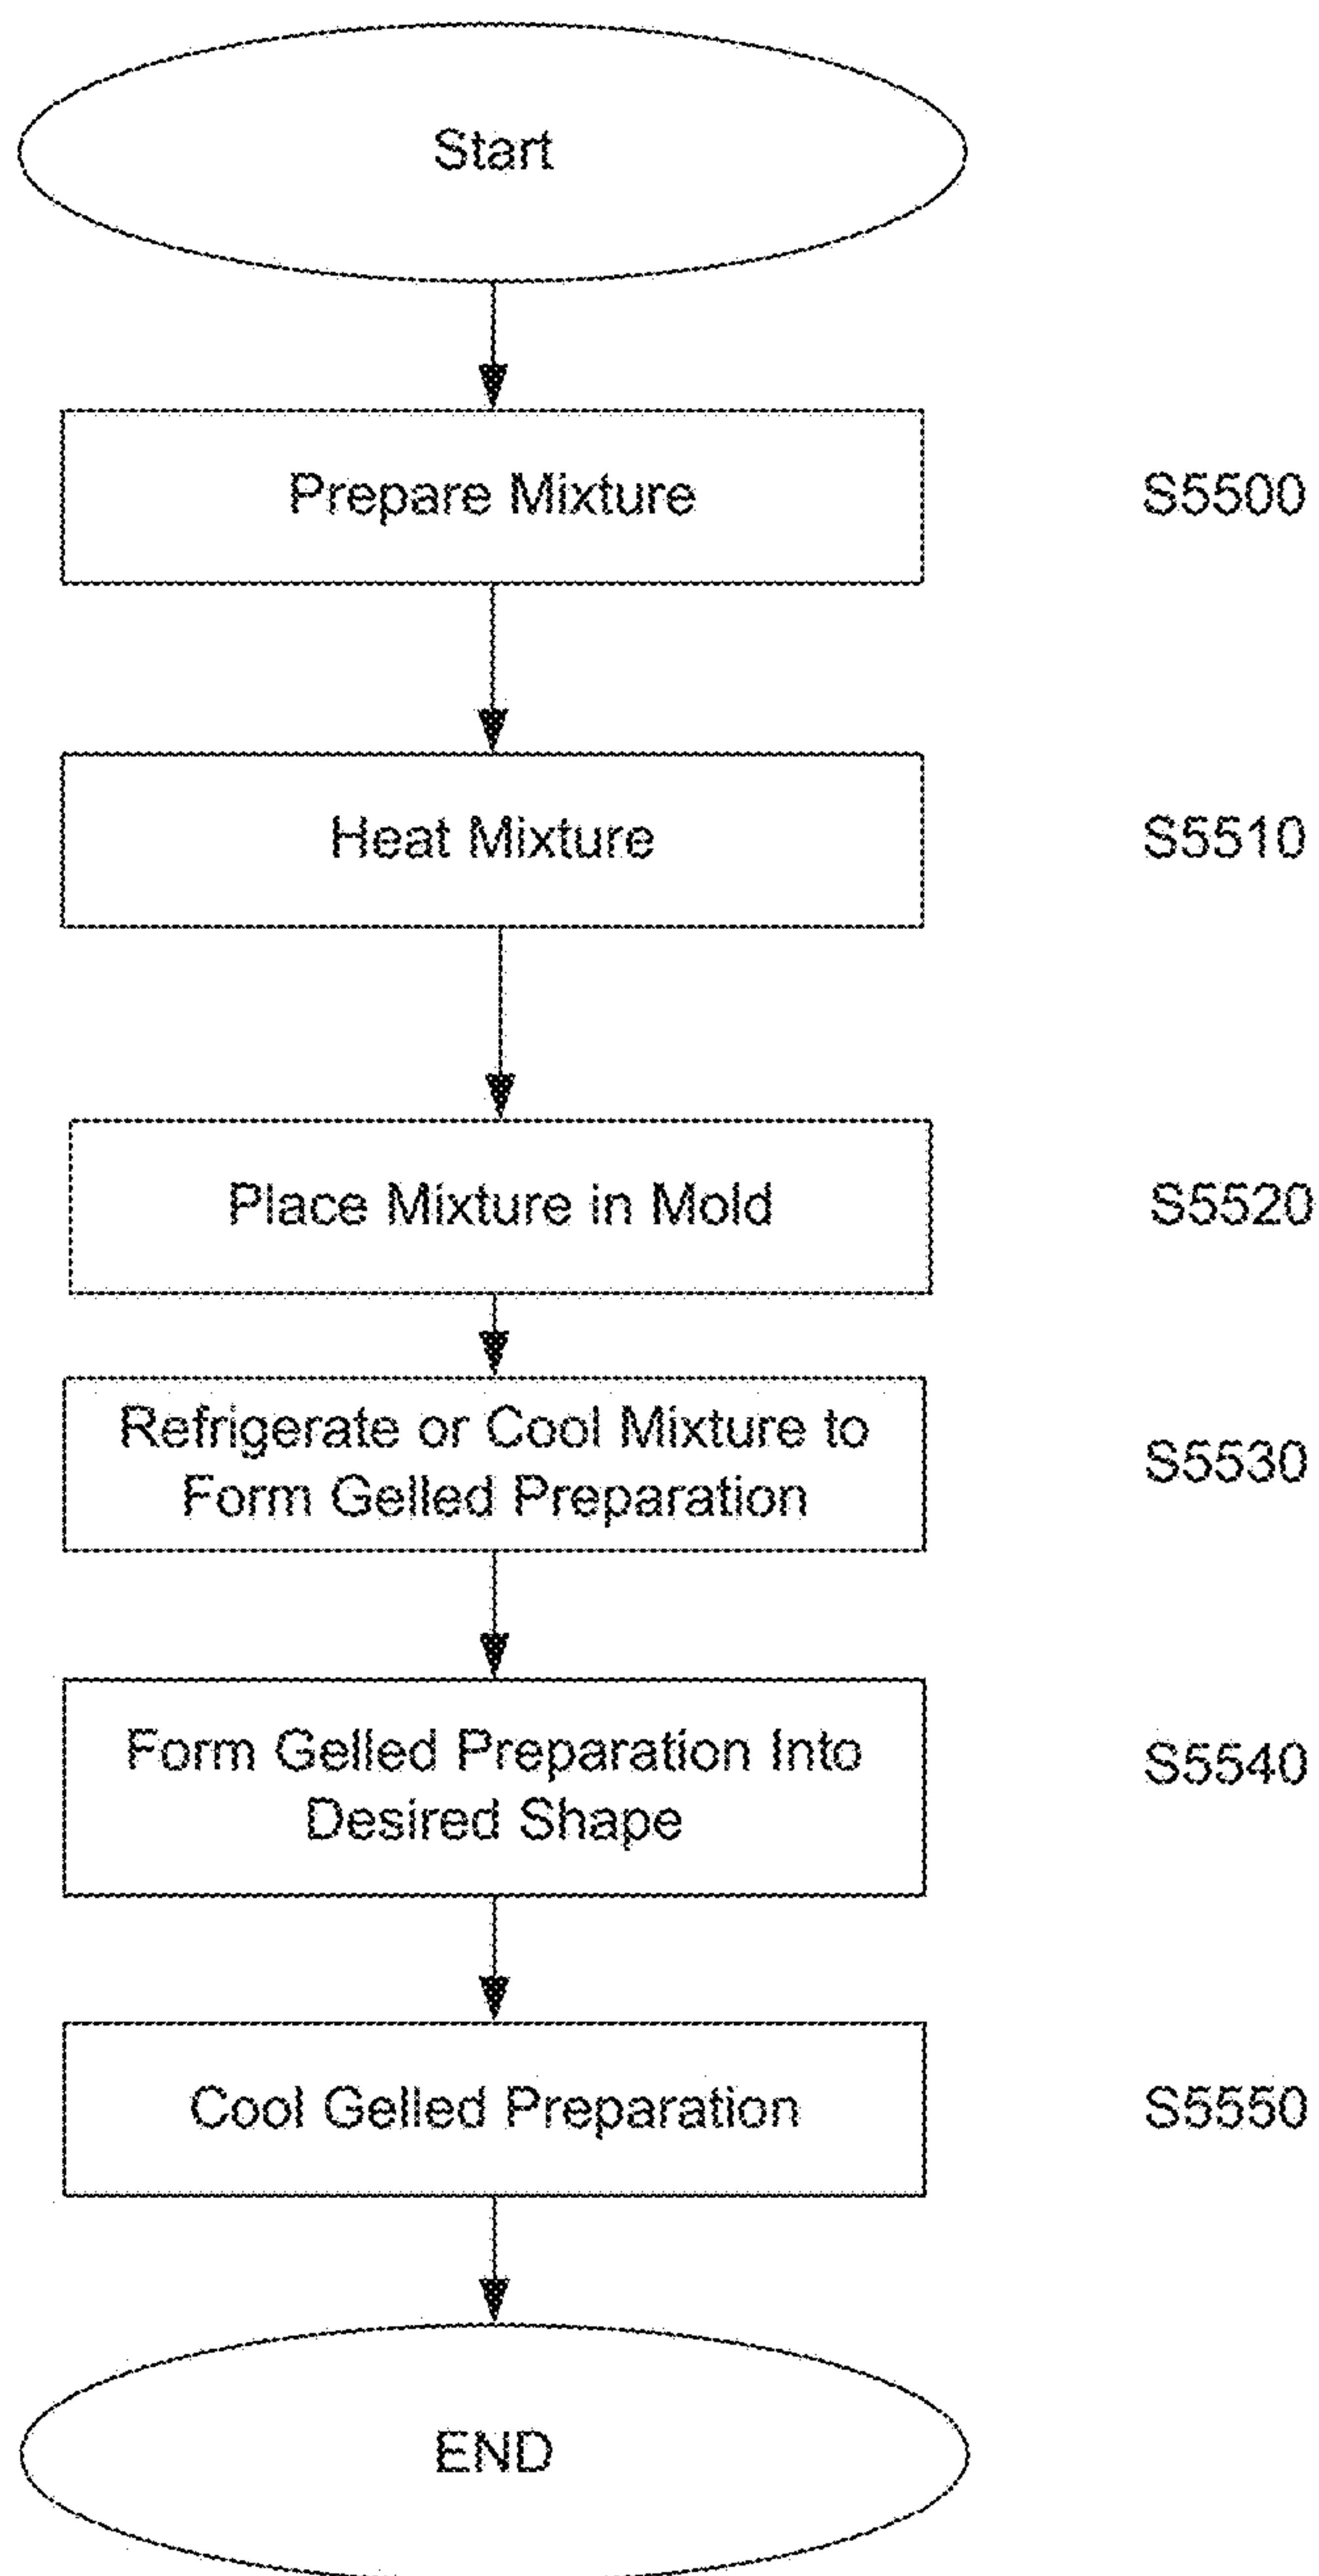 Start
Prepare Mixture
S5500
Heat Mixture
S5510
Place Mixture in Mold
S5520
Refrigerate or Cool Mixture to
Form Gelled Preparation
S5530
Form Gelled Preparation Into
Desired Shape
S5540
Cool Gelled Preparation
S5550
END